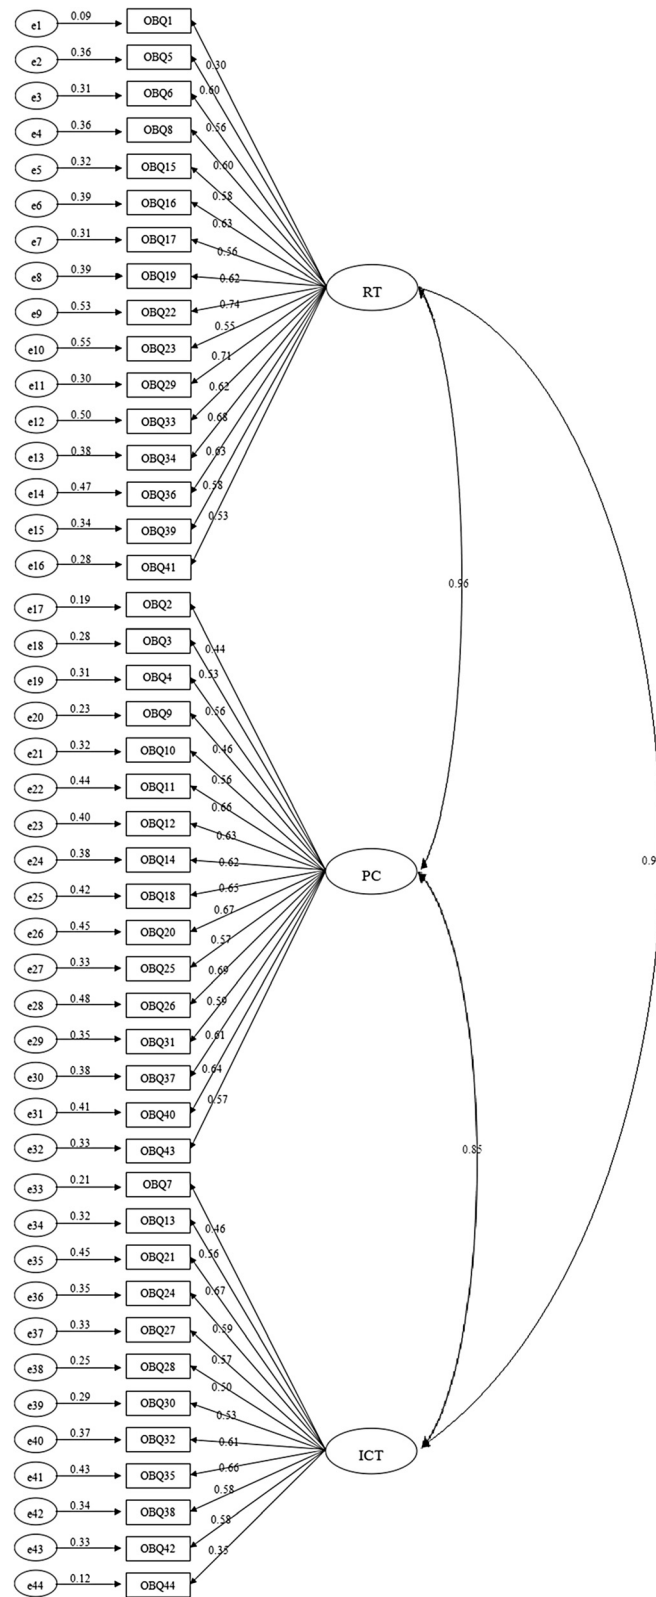 e1 0.09 OBQ1
e2 0.36 OBQ5
0.30
e3 0.31 OBQ6
0.60
e4 0.36 OBQ8
0.56
e5 0.32 OBQ15
0.60
e6 0.39 OBQ16
0.58
e7 0.31 OBQ17
0.63
0.56
e8 0.39 OBQ19
0.62
RT
e9 0.53 OBQ22
0.74
0.55
e10 0.55 OBQ23
0.71
e11 0.30 OBQ29
0.62
e12 0.50 OBQ33
0.68
e13 0.38 OBQ34
0.63
e14 0.47 OBQ36
0.58
e15 0.34 OBQ39
0.53
e16 0.28 OBQ41
0.96
e17 0.19 OBQ2
e18 0.28 OBQ3
0.44
e19 0.31 OBQ4
0.53
e20 0.23 OBQ9
0.56
e21 0.32 OBQ10
0.46
e22 0.44 OBQ11
0.56
e23 0.40 OBQ12
0.66
0.63
e24 0.38 OBQ14
0.62
0.9
PC
e25 0.42 OBQ18
0.65
0.67
e26 0.45 OBQ20
0.57
e27 0.33 OBQ25
0.69
e28 0.48 OBQ26
0.59
e29 0.35 OBQ31
0.61
e30 0.38 OBQ37
0.64
e31 0.41 OBQ40
0.57
e32 0.33 OBQ43
0.85
e33 0.21 OBQ7
e34 0.32 OBQ13
0.46
e35 0.45 OBQ21
0.56
e36 0.35 OBQ24
0.67
e37 0.33 OBQ27
0.59
e38 0.25 OBQ28
0.57
e39 0.29 OBQ30
0.50
0.53
e40 0.37 OBQ32
0.61
ICT
e41 0.43 OBQ35
0.66
0.58
e42 0.34 OBQ38
0.58
e43 0.33 OBQ42
0.35
e44 0.12 OBQ44